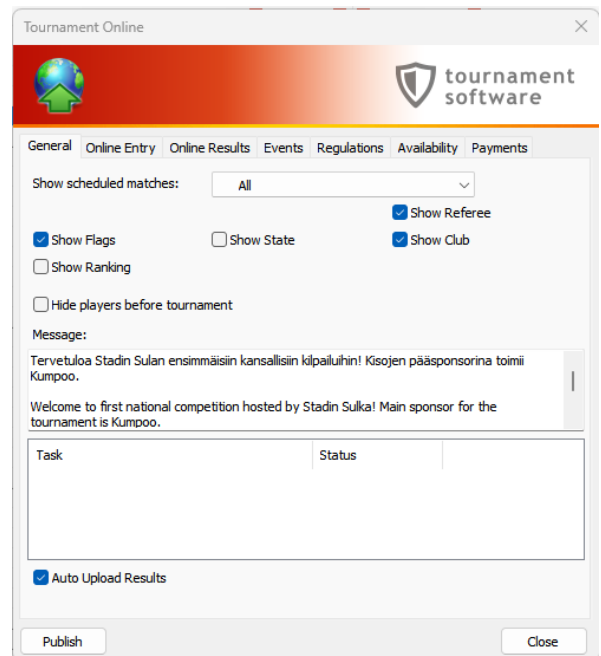 Tournament Online
tournament
software
General Online Entry Online Results Events Regulations Availability Payments
Show scheduled matches: All
Show Referee
Show Flags Show State Show Club
Show Ranking
Hide players before tournament
Message:
Tervetuloa Stadin Sulan ensimmäisiin kansallisiin kilpailuihin! Kisojen pääsponsorina toimii
Kumpoo.
Welcome to first national competition hosted by Stadin Sulka! Main sponsor for the
tournament is Kumpoo.
Task Status
Auto Upload Results
Publish Close